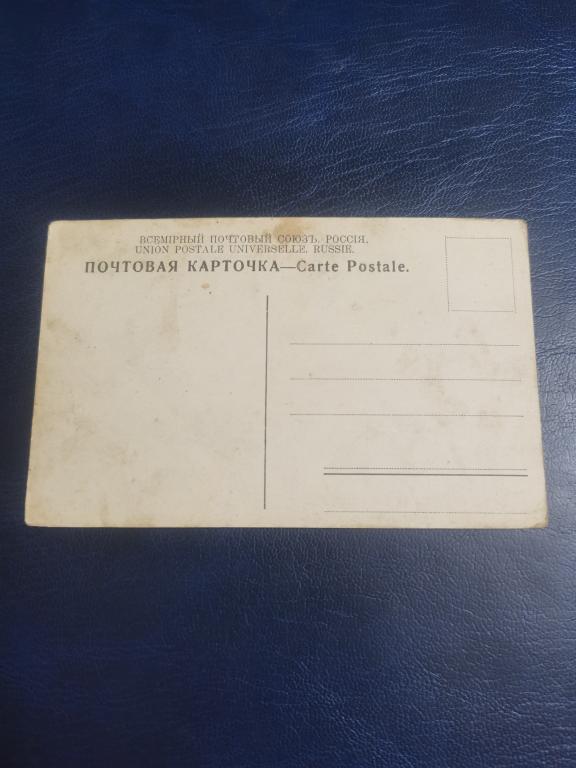 ВСЕМІРНЫЙ ПОЧТОВЫЙ СОЮЗЪ. РОССІЯ.
UNION POSTALE UNIVERSELLE. RUSSIE.
ПОЧТОВАЯ КАРТОЧКА—Carte Postale.